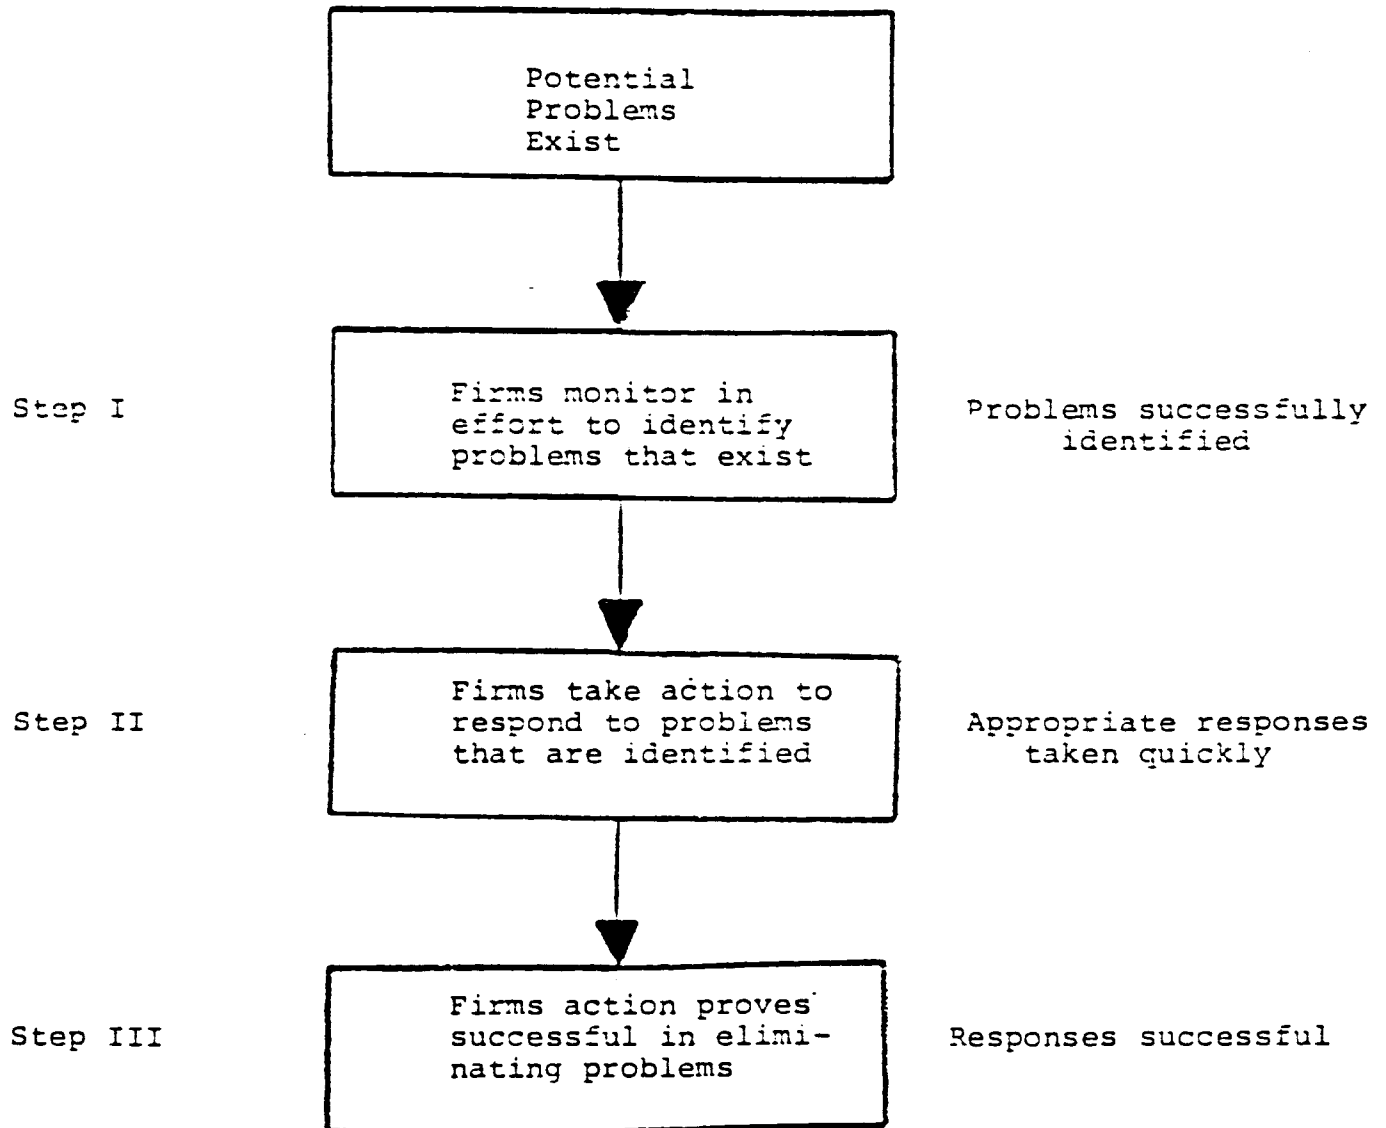 Potential
Problems
Exist
Step I
Firms monitor in
effort to identify
problems that exist
Problems successfully
identified
Step II
Firms take action to
respond to problems
that are identified
Appropriate responses
taken quickly
Step III
Firms action proves
successful in elimi-
nating problems
Responses successful